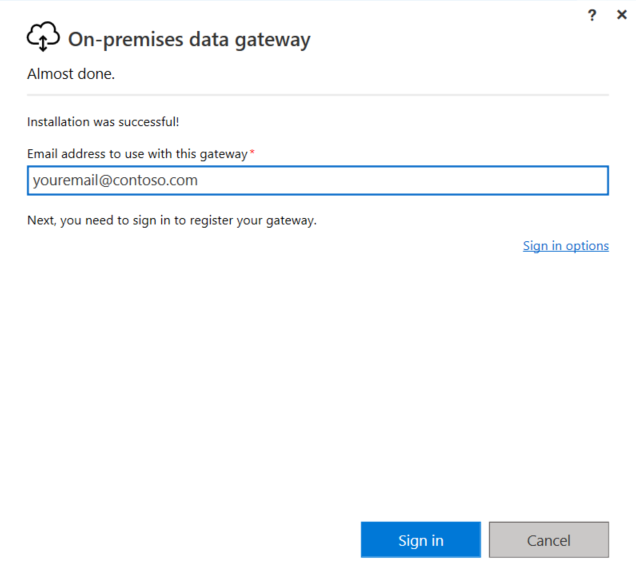 ? ×
On-premises data gateway
Almost done.
Installation was successful!
Email address to use with this gateway*
youremail@contoso.com
Next, you need to sign in to register your gateway.
Sign in options
Sign in
Cancel